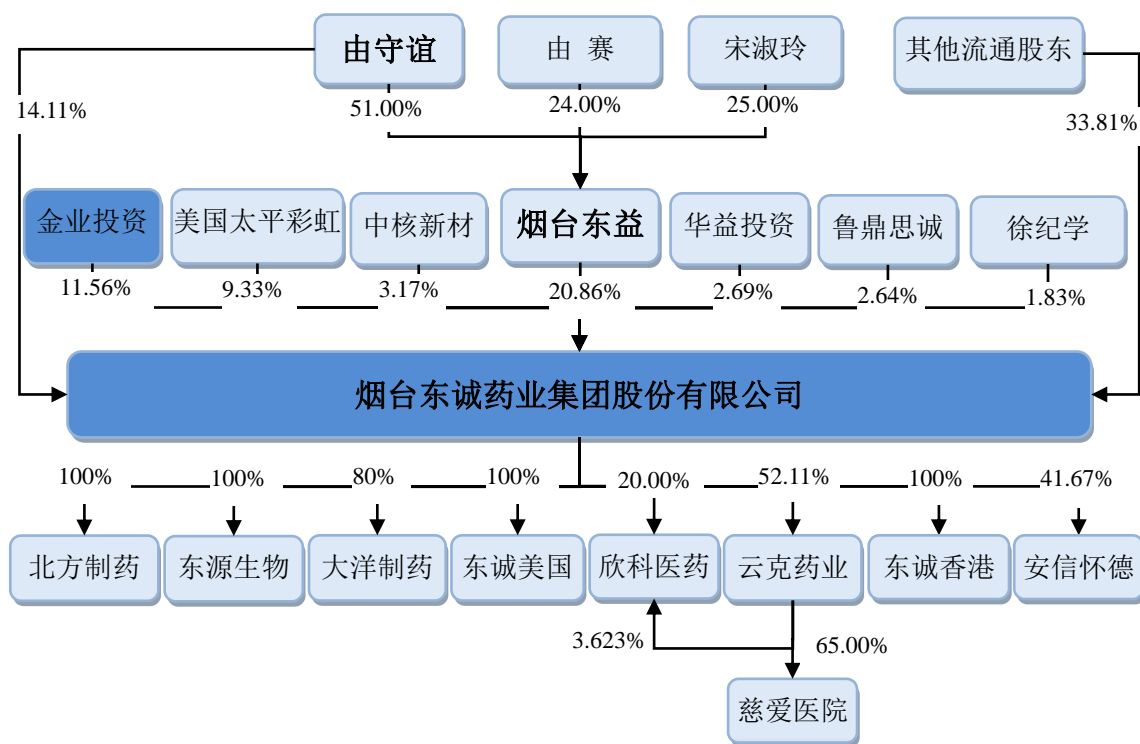 由守谊
由 赛
宋淑玲
其他流通股东
14.11%
51.00%
24.00%
25.00%
33.81%
金业投资
美国太平彩虹
中核新材
烟台东益
华益投资
鲁鼎思诚
徐纪学
11.56%
9.33%
3.17%
20.86%
2.69%
2.64%
1.83%
烟台东诚药业集团股份有限公司
100%
100%
80%
100%
20.00%
52.11%
100%
41.67%
北方制药
东源生物
大洋制药
东诚美国
欣科医药
云克药业
东诚香港
安信怀德
3.623%
65.00%
慈爱医院